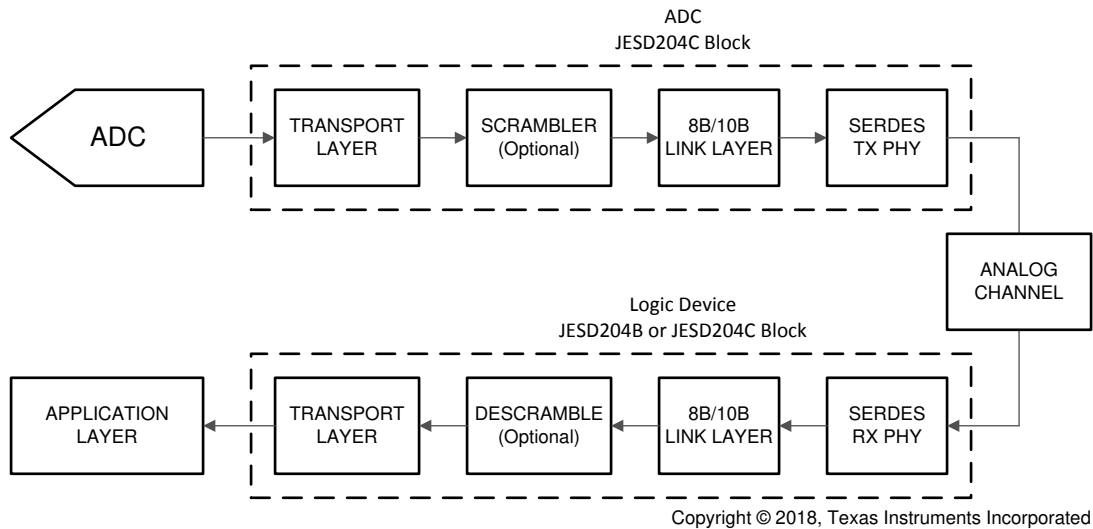 ADC
JESD204C Block
ADC
TRANSPORT
LAYER
SCRAMBLER
(Optional)
8B/10B
LINK LAYER
SERDES
TX PHY
ANALOG
CHANNEL
Logic Device
JESD204B or JESD204C Block
APPLICATION
LAYER
TRANSPORT
LAYER
DESCRAMBLE
(Optional)
8B/10B
LINK LAYER
SERDES
RX PHY
Copyright © 2018, Texas Instruments Incorporated